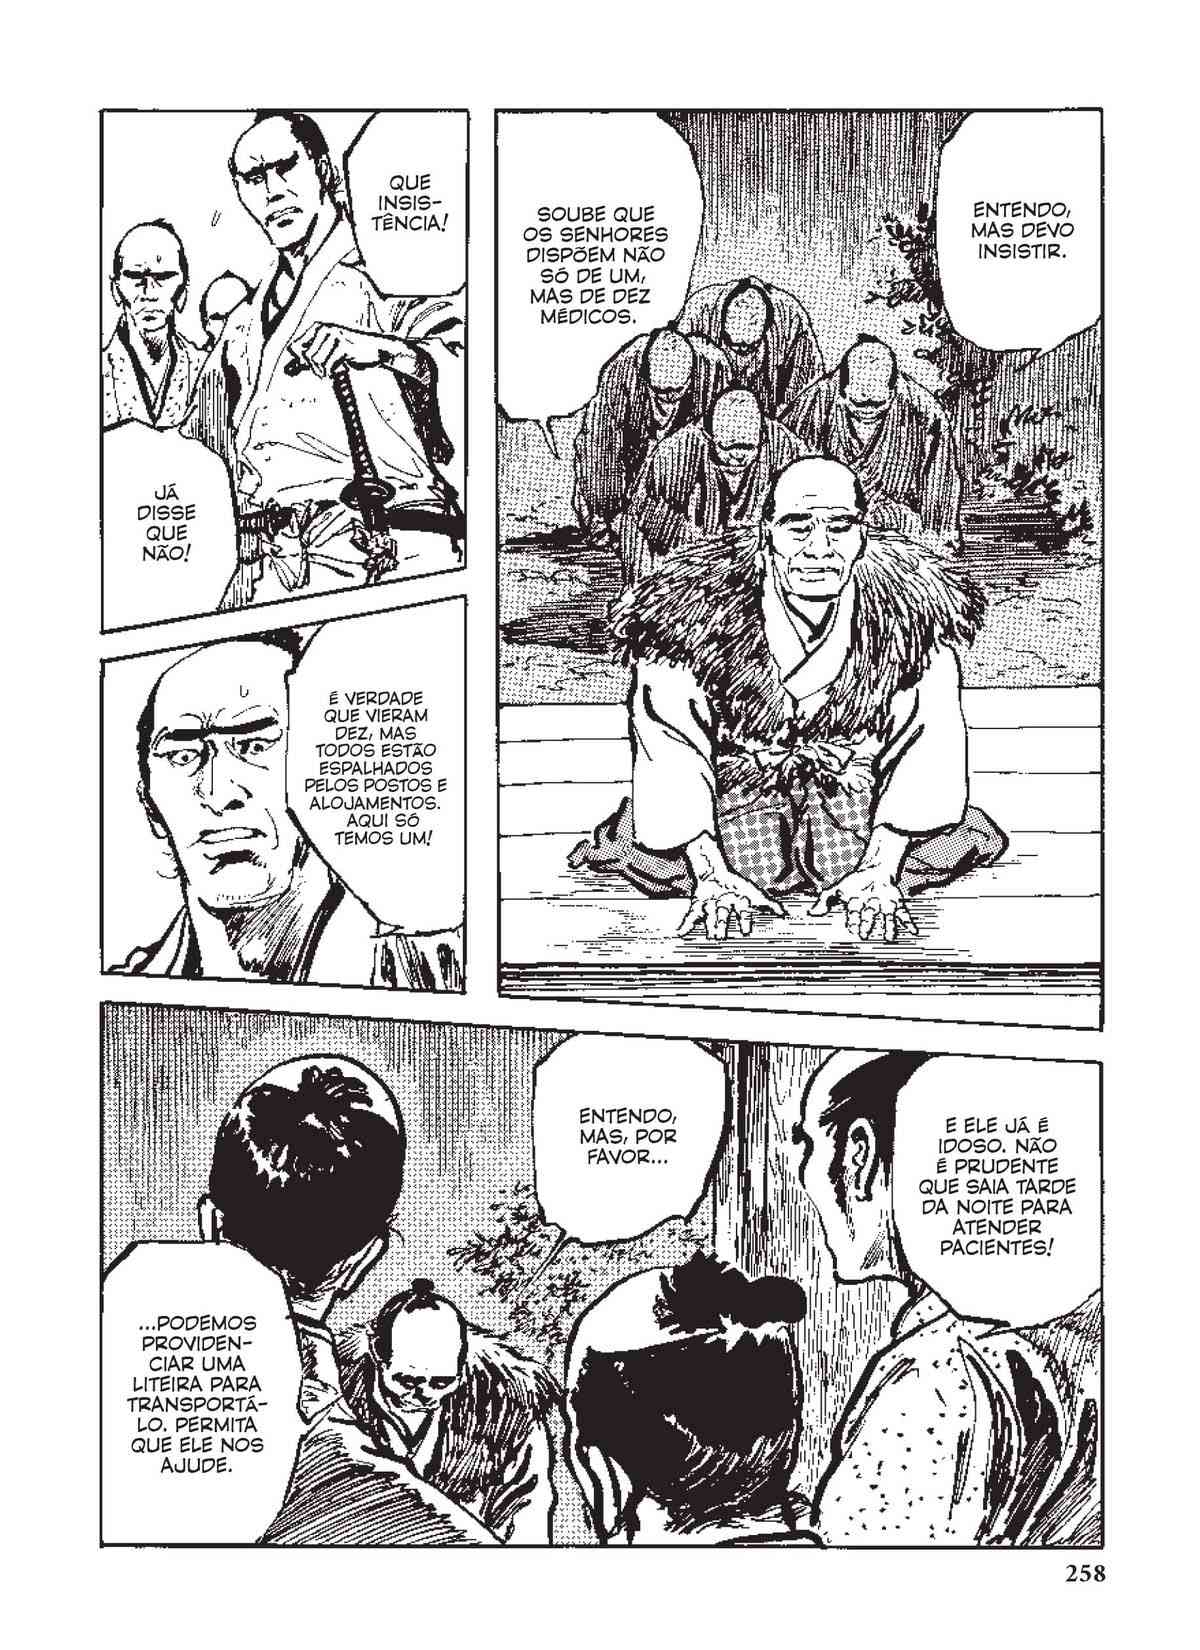 ENTENDO,
MAS DEVO
INSISTIR.
SOUBE QUE
OS SENHORES
DISPÕEM NÃO
SÓ DE UM,
MAS DE DEZ
MÉDICOS.
QUE
INSIS-
TÊNCIA!
JÁ
DISSE
QUE
NÃO!
É VERDADE
QUE VIERAM
DEZ, MAS
TODOS ESTÃO
ESPALHADOS
PELOS POSTOS E
ALOJAMENTOS.
AQUI SÓ
TEMOS UM!
E ELE JÁ É
IDOSO. NÃO
É PRUDENTE
QUE SAIA TARDE
DA NOITE PARA
ATENDER
PACIENTES!
ENTENDO,
MAS, POR
FAVOR...
...PODEMOS
PROVIDEN-
CIAR UMA
LITEIRA PARA
TRANSPORTÁ-
LO. PERMITA
QUE ELE NOS
AJUDE.
258